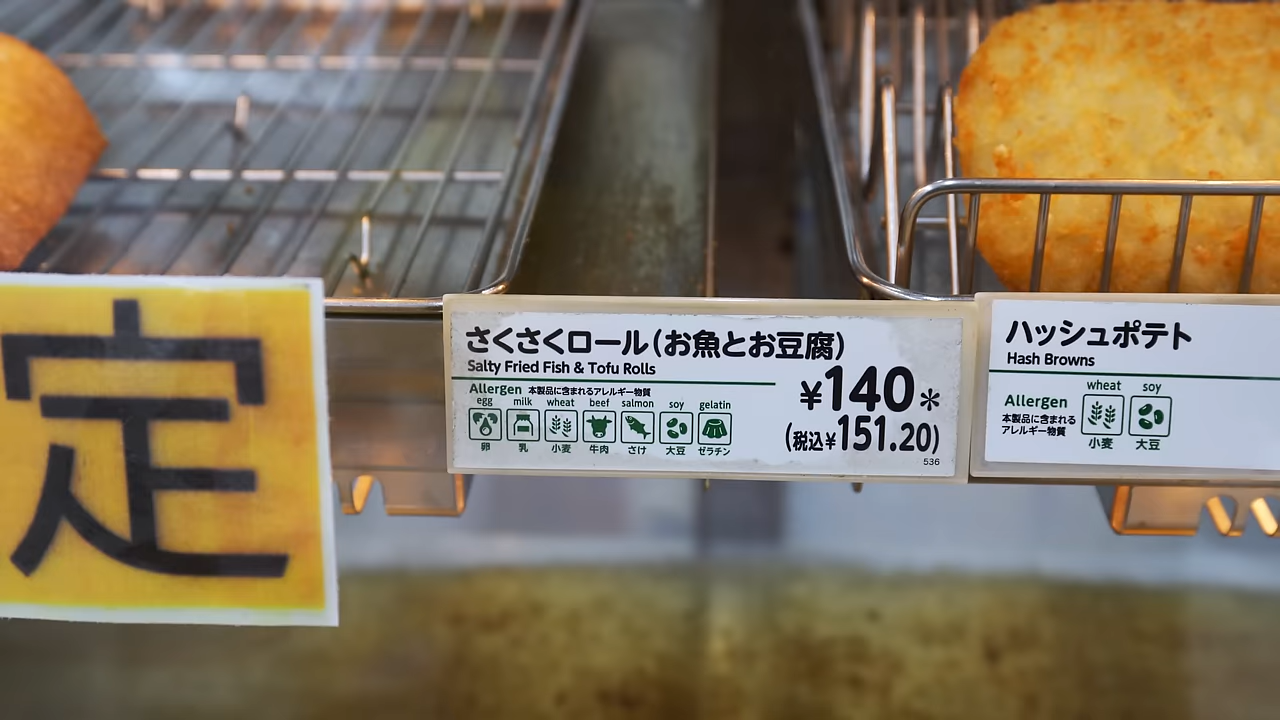 定
さくさくロール(お魚とお豆腐)
Salty Fried Fish & Tofu Rolls
Allergen 本製品に含まれるアレルギー物質
egg milk wheat beef salmon soy gelatin
卵 乳 小麦 牛肉 さけ 大豆 ゼラチン
¥140*
(税込¥151.20)
536
ハッシュポテト
Hash Browns
Allergen
本製品に含まれる
アレルギー物質
wheat soy
小麦 大豆